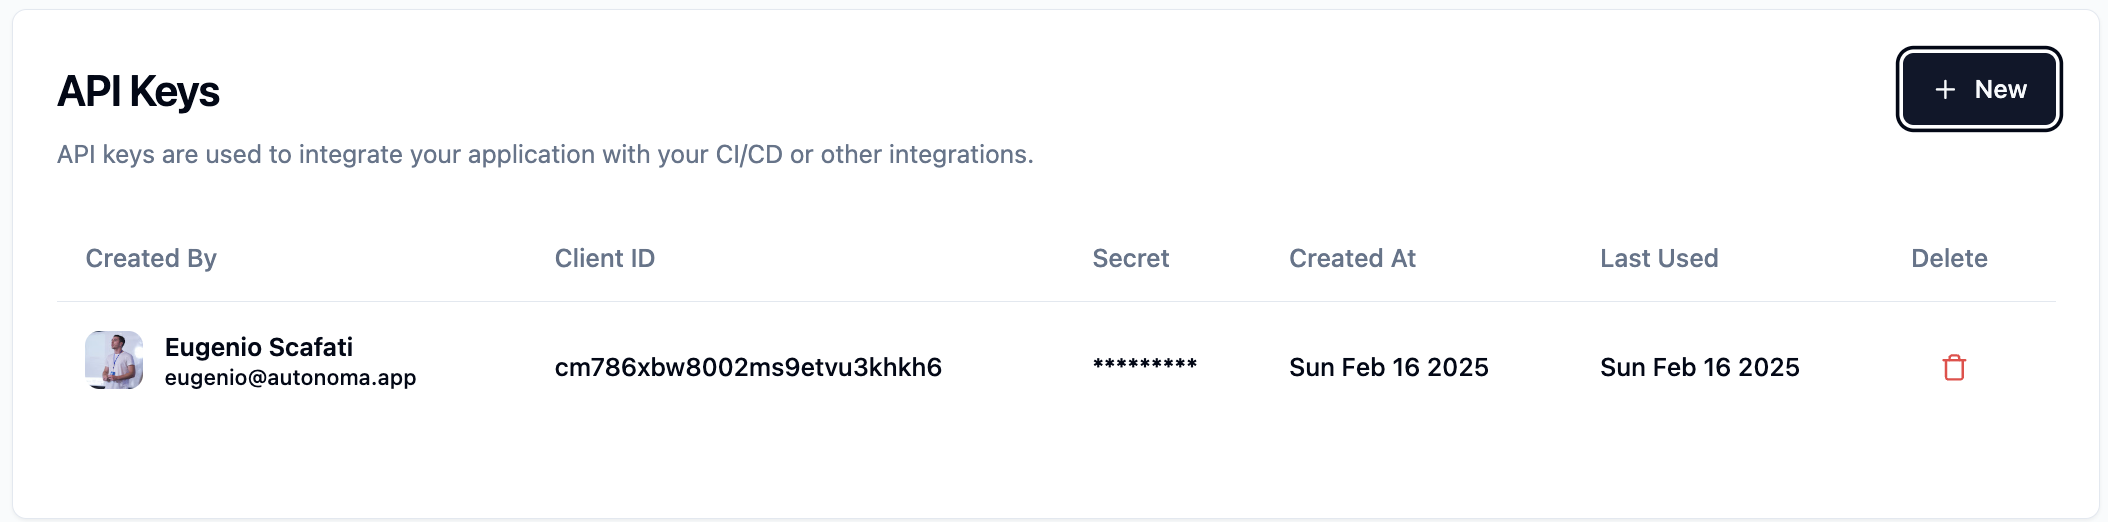 API Keys
+ New
API keys are used to integrate your application with your CI/CD or other integrations.
Created By Client ID Secret Created At Last Used Delete
Eugenio Scafati
eugenio@autonoma.app
cm786xbw8002ms9etvu3khkh6 ********* Sun Feb 16 2025 Sun Feb 16 2025